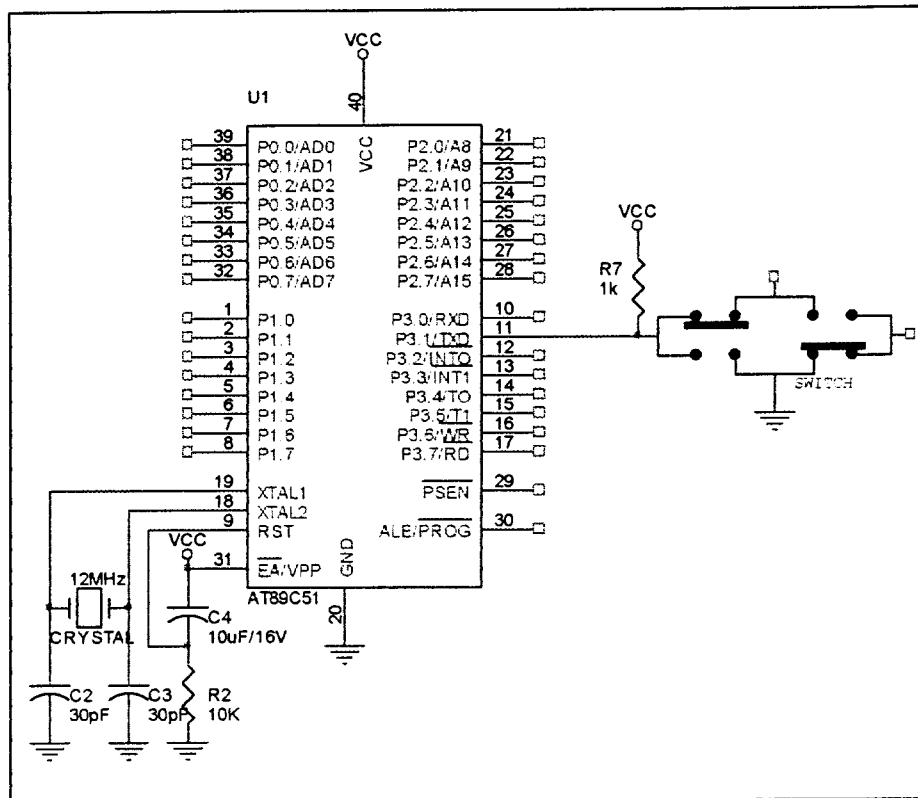 VCC
U1
40
VCC
39 P0.0/AD0
38 P0.1/AD1
37 P0.2/AD2
36 P0.3/AD3
35 P0.4/AD4
34 P0.5/AD5
33 P0.6/AD6
32 P0.7/AD7
1 P1.0
2 P1.1
3 P1.2
4 P1.3
5 P1.4
6 P1.5
7 P1.6
8 P1.7
19 XTAL1
18 XTAL2
9 RST
31 EA/VPP
P2.0/A8 21
P2.1/A9 22
P2.2/A10 23
P2.3/A11 24
P2.4/A12 25
P2.5/A13 26
P2.6/A14 27
P2.7/A15 28
P3.0/RXD 10
P3.1/TXD 11
P3.2/INTO 12
P3.3/INT1 13
P3.4/TO 14
P3.5/T1 15
P3.6/WR 16
P3.7/RD 17
PSEN 29
ALE/PROG 30
GND
20
AT89C51
VCC
R7
1k
SWITCH
VCC
12MHz
CRYSTAL
C4
10uF/16V
C2
30pF
C3
30pF
R2
10K